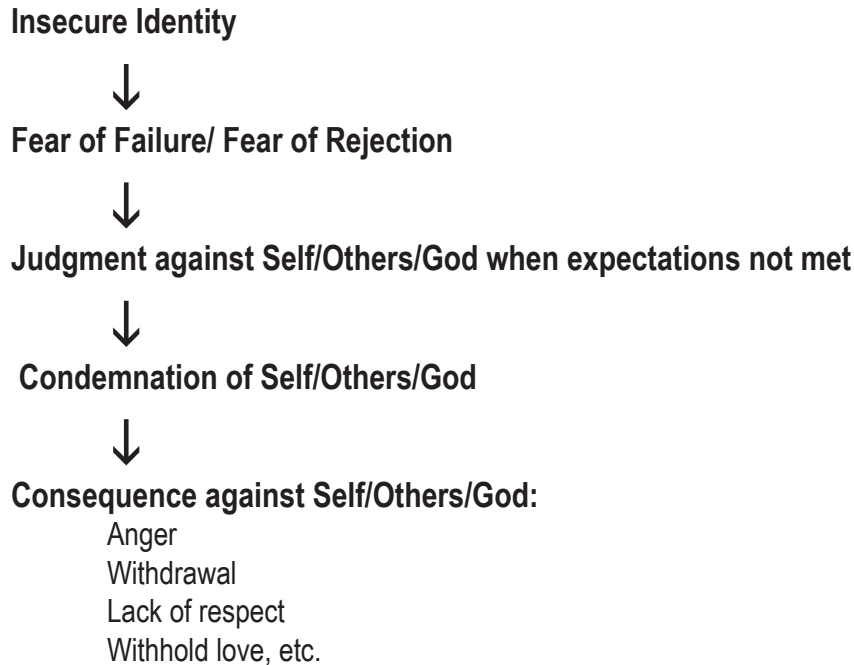 Insecure Identity
↓
Fear of Failure/ Fear of Rejection
↓
Judgment against Self/Others/God when expectations not met
↓
Condemnation of Self/Others/God
↓
Consequence against Self/Others/God:
Anger
Withdrawal
Lack of respect
Withhold love, etc.